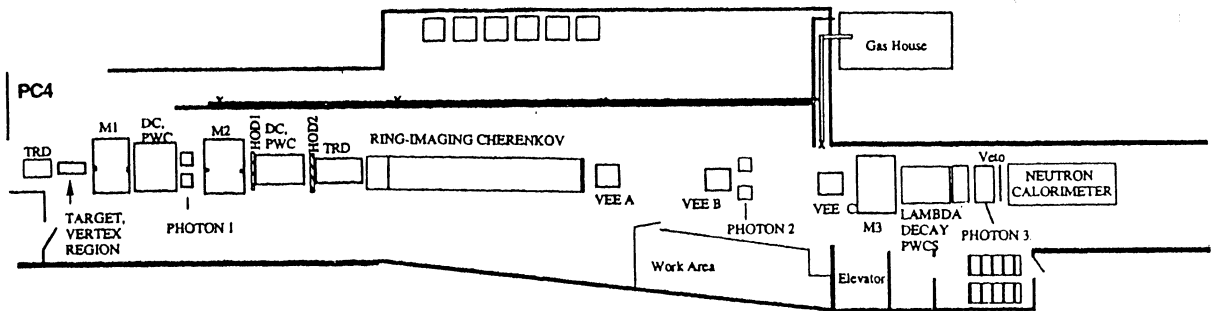 Gas House
PC4
M1
DC,
PWC
M2
HOD1
DC,
PWC
HOD2
TRD
TRD
RING-IMAGING CHERENKOV
Veto
NEUTRON
CALORIMETER
VEE A
VEE B
VEE C
M3
LAMBDA
DECAY
PWCS
TARGET,
VERTEX
REGION
PHOTON 1
PHOTON 2
PHOTON 3
Work Area
Elevator